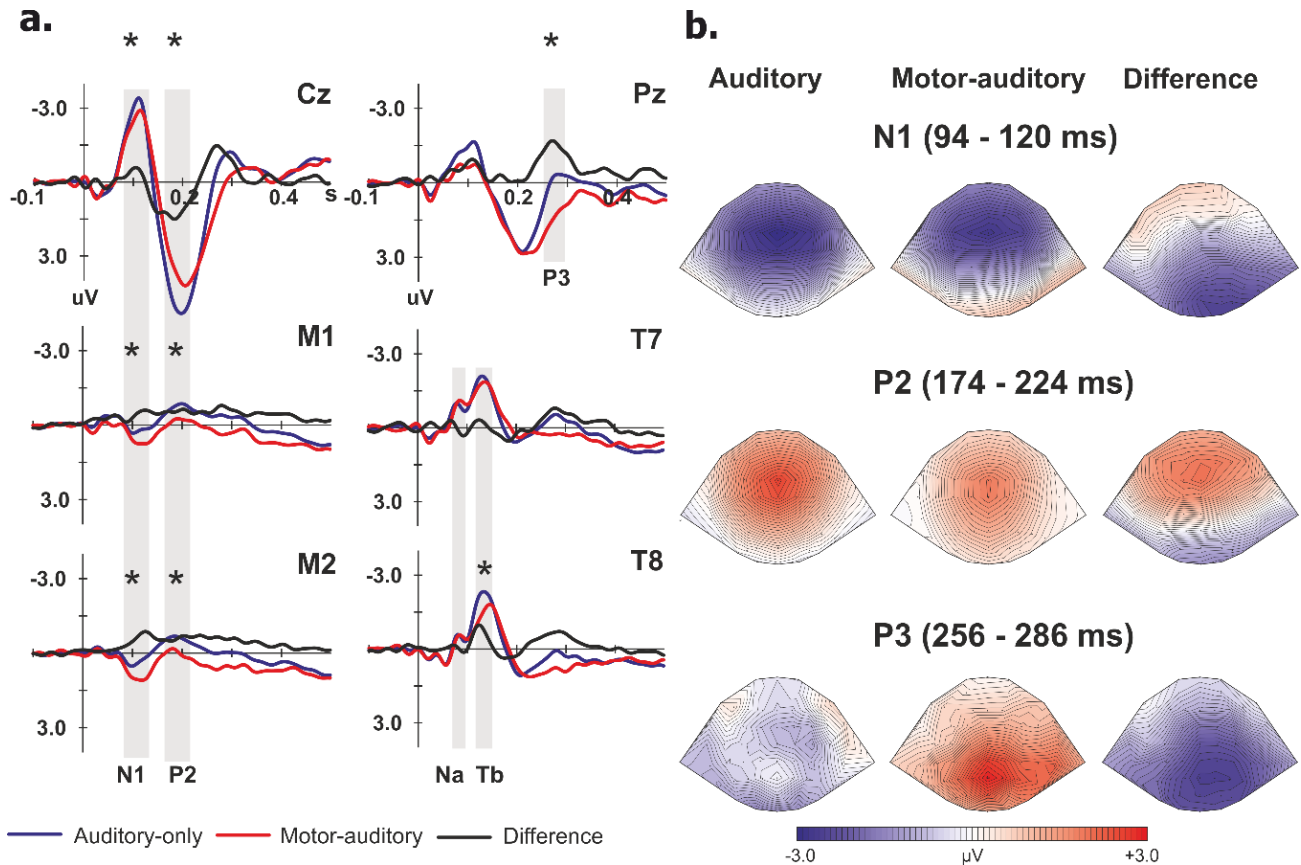 a.
* *
*
Cz
Pz
-3.0
-3.0
-0.1
0.2
0.4
s
-0.1
0.2
0.4
3.0
3.0
uV
uV
P3
M1
T7
-3.0
* *
-3.0
3.0
3.0
M2
T8
-3.0
* *
-3.0
*
3.0
3.0
N1
P2
Na
Tb
Auditory-only
Motor-auditory
Difference
b.
Auditory
Motor-auditory
Difference
N1 (94 - 120 ms)
P2 (174 - 224 ms)
P3 (256 - 286 ms)
-3.0
µV
+3.0